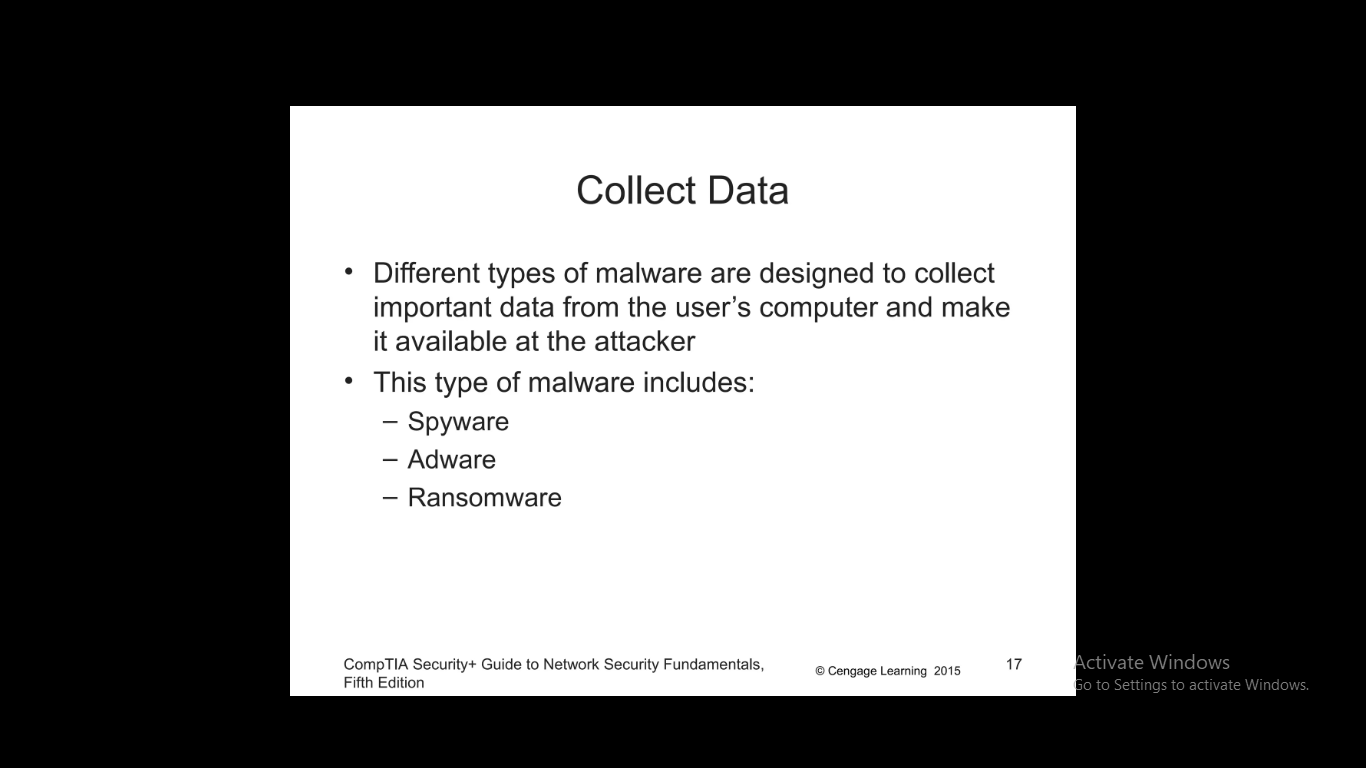 Collect Data
• Different types of malware are designed to collect
important data from the user’s computer and make
it available at the attacker
• This type of malware includes:
– Spyware
– Adware
– Ransomware
CompTIA Security+ Guide to Network Security Fundamentals,
Fifth Edition
© Cengage Learning 2015
17
Activate Windows
Go to Settings to activate Windows.